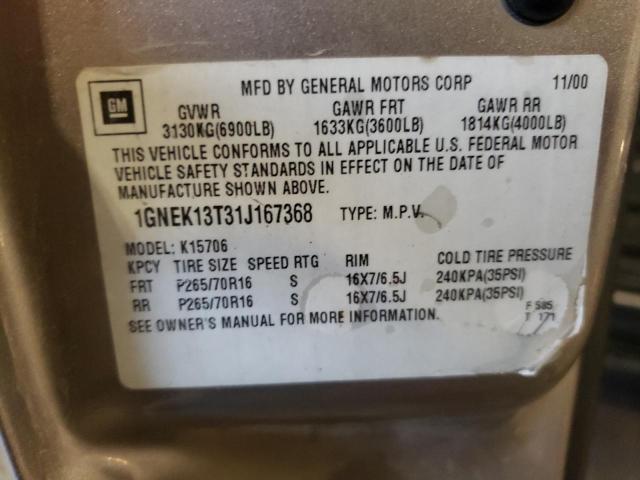 MFD BY GENERAL MOTORS CORP 11/00
GM
GVWR GAWR FRT GAWR RR
3130KG(6900LB) 1633KG(3600LB) 1814KG(4000LB)
THIS VEHICLE CONFORMS TO ALL APPLICABLE U.S. FEDERAL MOTOR
VEHICLE SAFETY STANDARDS IN EFFECT ON THE DATE OF
MANUFACTURE SHOWN ABOVE.
1GNEK13T31J167368 TYPE: M.P.V.
MODEL: K15706
KPCY TIRE SIZE SPEED RTG RIM COLD TIRE PRESSURE
FRT P265/70R16 S 16X7/6.5J 240KPA(35PSI)
RR P265/70R16 S 16X7/6.5J 240KPA(35PSI)
SEE OWNER'S MANUAL FOR MORE INFORMATION.
F 585
T 171